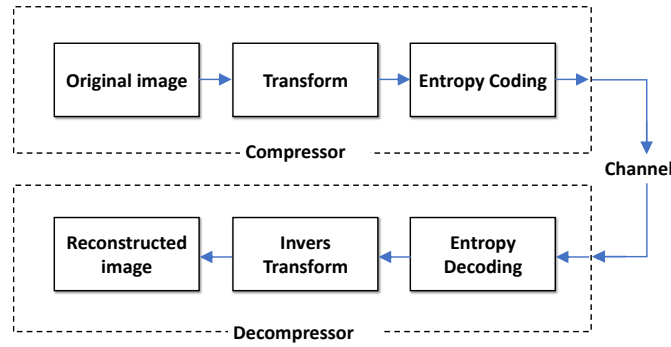 Original image
Transform
Entropy Coding
Compressor
Channel
Reconstructed
image
Invers
Transform
Entropy
Decoding
Decompressor